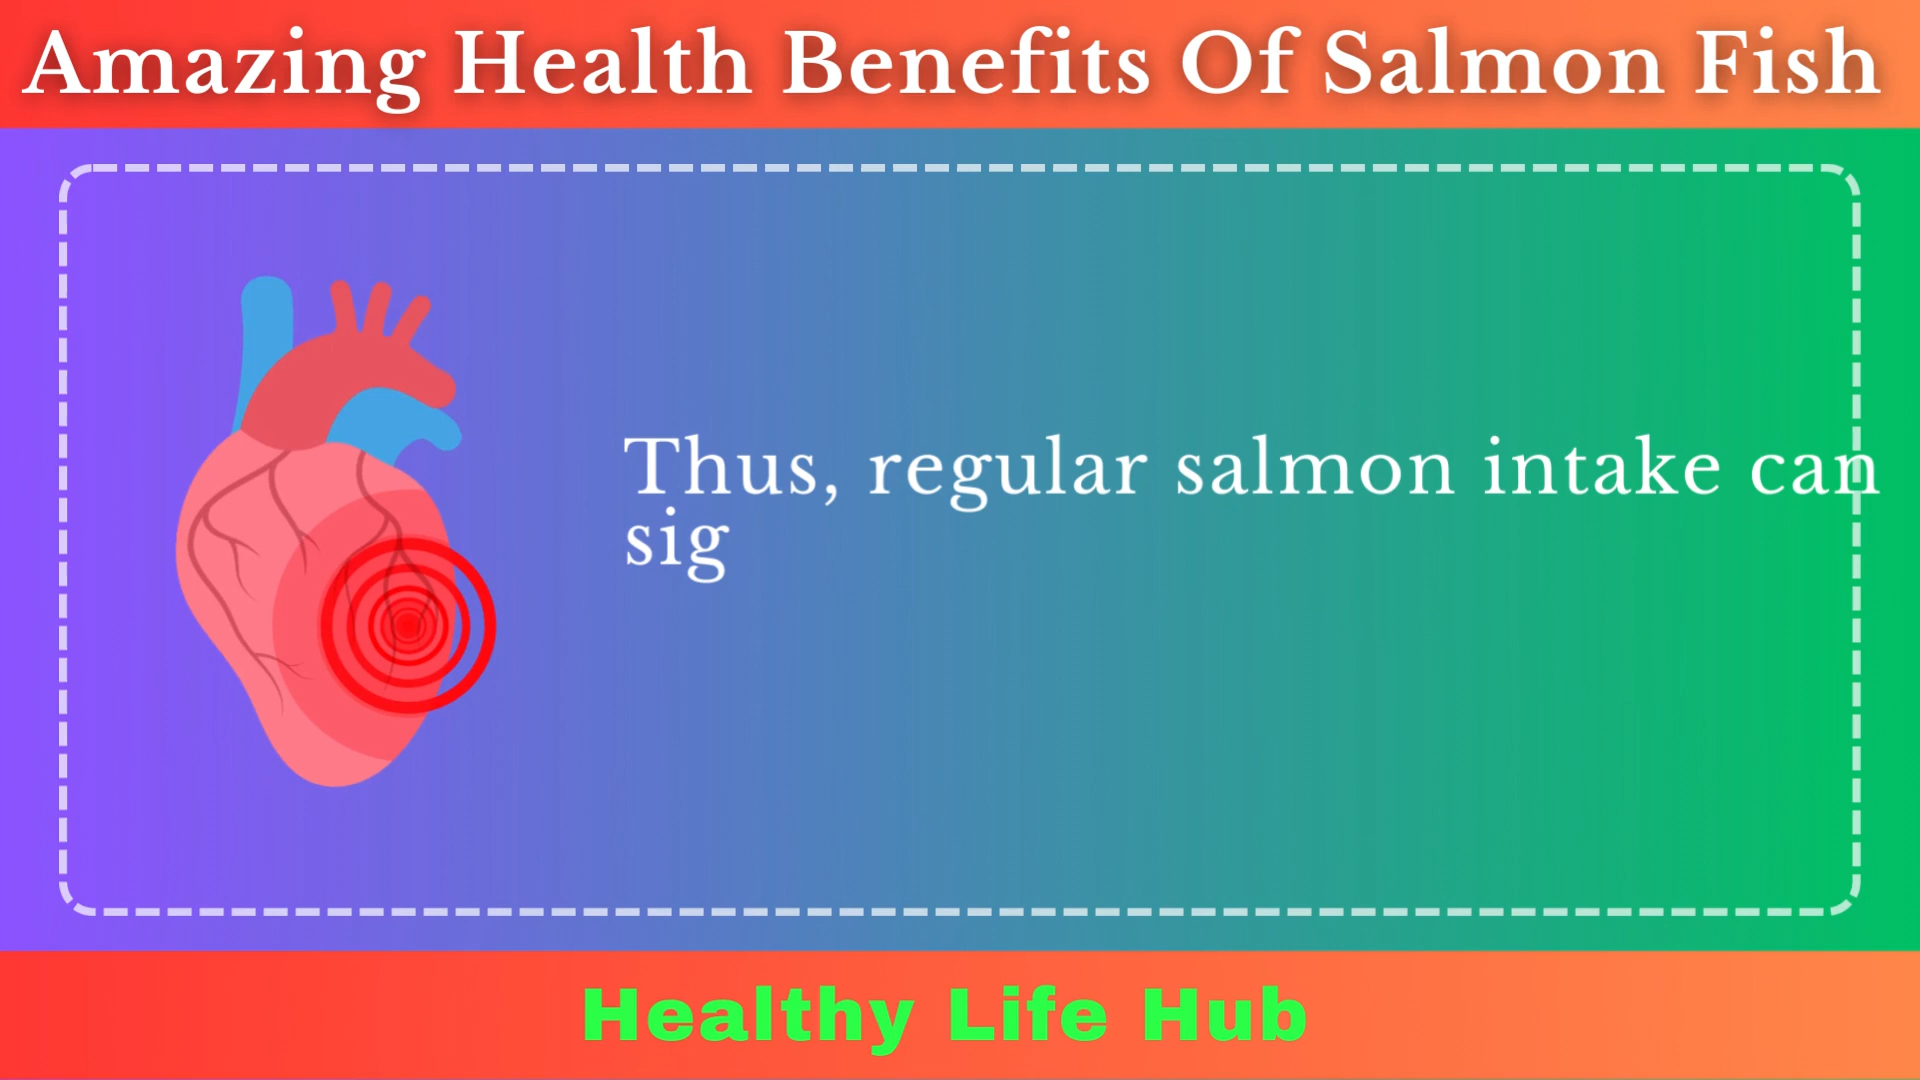 Amazing Health Benefits Of Salmon Fish
Thus, regular salmon intake can
sig
Healthy Life Hub